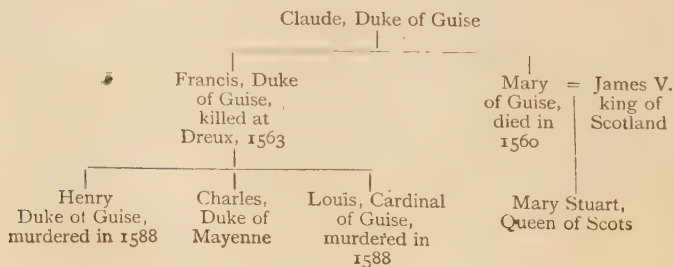 Claude, Duke of Guise
Francis, Duke
of Guise,
killed at
Dreux, 1563
Mary = James V.
of Guise, king of
died in Scotland
1560
Henry
Duke of Guise,
murdered in 1588
Charles,
Duke of
Mayenne
Louis, Cardinal
of Guise,
murdered in
1588
Mary Stuart,
Queen of Scots